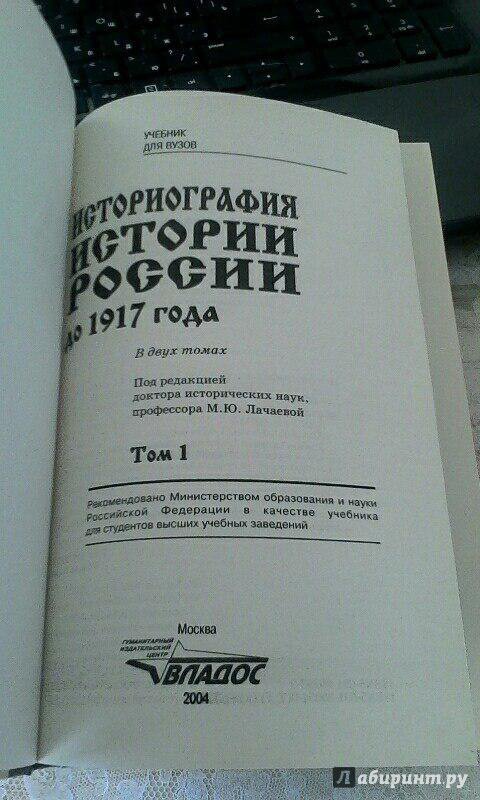 УЧЕБНИК
ДЛЯ ВУЗОВ
ИСТОРИОГРАФИЯ
ИСТОРИИ
РОССИИ
до 1917 года
В двух томах
Под редакцией
доктора исторических наук,
профессора М.Ю. Лачаевой
Том 1
Рекомендовано Министерством образования и науки
Российской Федерации в качестве учебника
для студентов высших учебных заведений
Москва
ГУМАНИТАРНЫЙ
ИЗДАТЕЛЬСКИЙ
ЦЕНТР
ВЛАДОС
2004
Лабиринт.ру